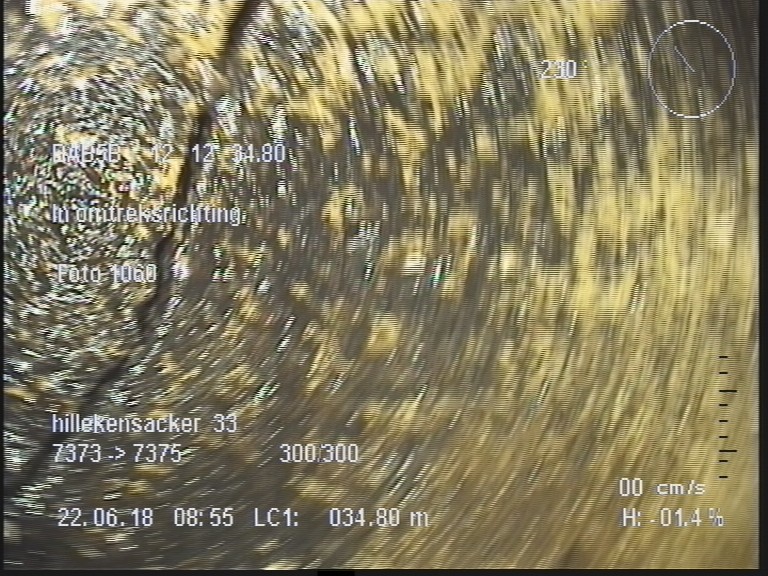 230
BAB5B 12 12 34.80
In omtreksrichting
Foto 1060
hillekensacker 33
7373 -> 7375 300/300
00 cm/s
22.06.18 08:55 LC1: 034.80 m H: -01.4 %